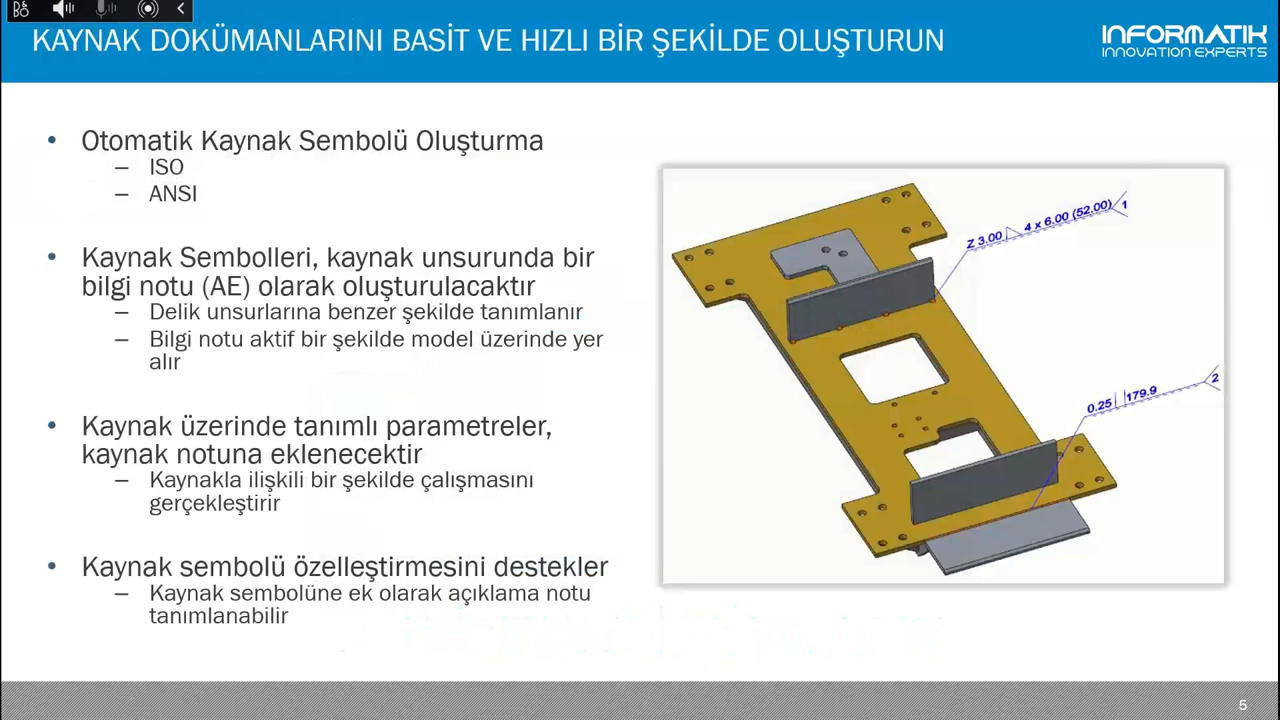 KAYNAK DOKÜMANLARINI BASİT VE HIZLI BİR ŞEKİLDE OLUŞTURUN
INFORMATIK
INNOVATION EXPERTS
• Otomatik Kaynak Sembolü Oluşturma
– ISO
– ANSI
• Kaynak Sembolleri, kaynak unsurunda bir
bilgi notu (AE) olarak oluşturulacaktır
– Delik unsurlarına benzer şekilde tanımlanır
– Bilgi notu aktif bir şekilde model üzerinde yer
alır
• Kaynak üzerinde tanımlı parametreler,
kaynak notuna eklenecektir
– Kaynakla ilişkili bir şekilde çalışmasını
gerçekleştirir
• Kaynak sembolü özelleştirmesini destekler
– Kaynak sembolüne ek olarak açıklama notu
tanımlanabilir
Z 3.00 4 x 6.00 (52.00) 1
0.25 179.9 2
5